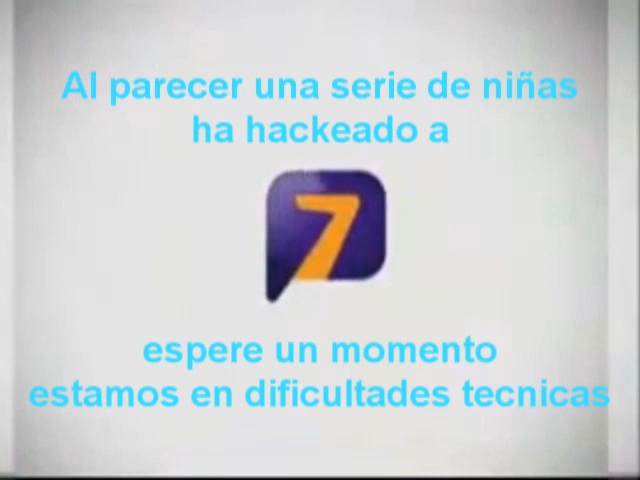 Al parecer una serie de niñas
ha hackeado a
7
espere un momento
estamos en dificultades tecnicas